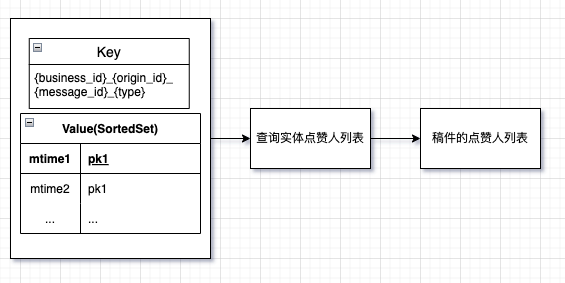 Key
{business_id}_{origin_id}_
{message_id}_{type}
Value(SortedSet)
mtime1 pk1
mtime2 pk1
... ...
查询实体点赞人列表
稿件的点赞人列表